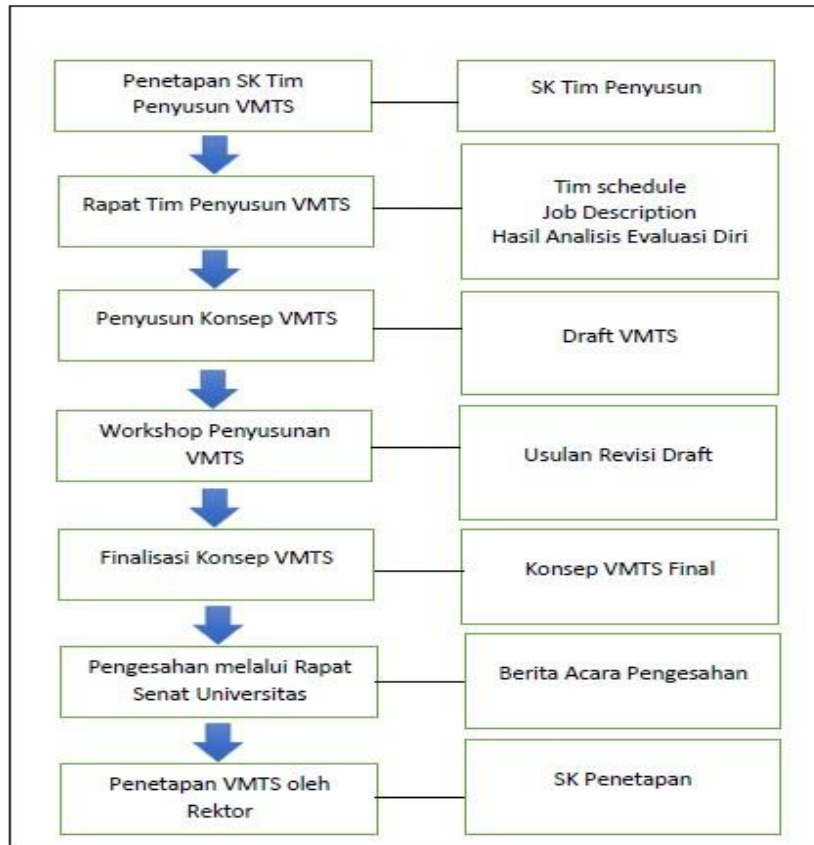 Penetapan SK Tim
Penyusun VMTS
SK Tim Penyusun
Rapat Tim Penyusun VMTS
Tim schedule
Job Description
Hasil Analisis Evaluasi Diri
Penyusun Konsep VMTS
Draft VMTS
Workshop Penyusunan
VMTS
Usulan Revisi Draft
Finalisasi Konsep VMTS
Konsep VMTS Final
Pengesahan melalui Rapat
Senat Universitas
Berita Acara Pengesahan
Penetapan VMTS oleh
Rektor
SK Penetapan